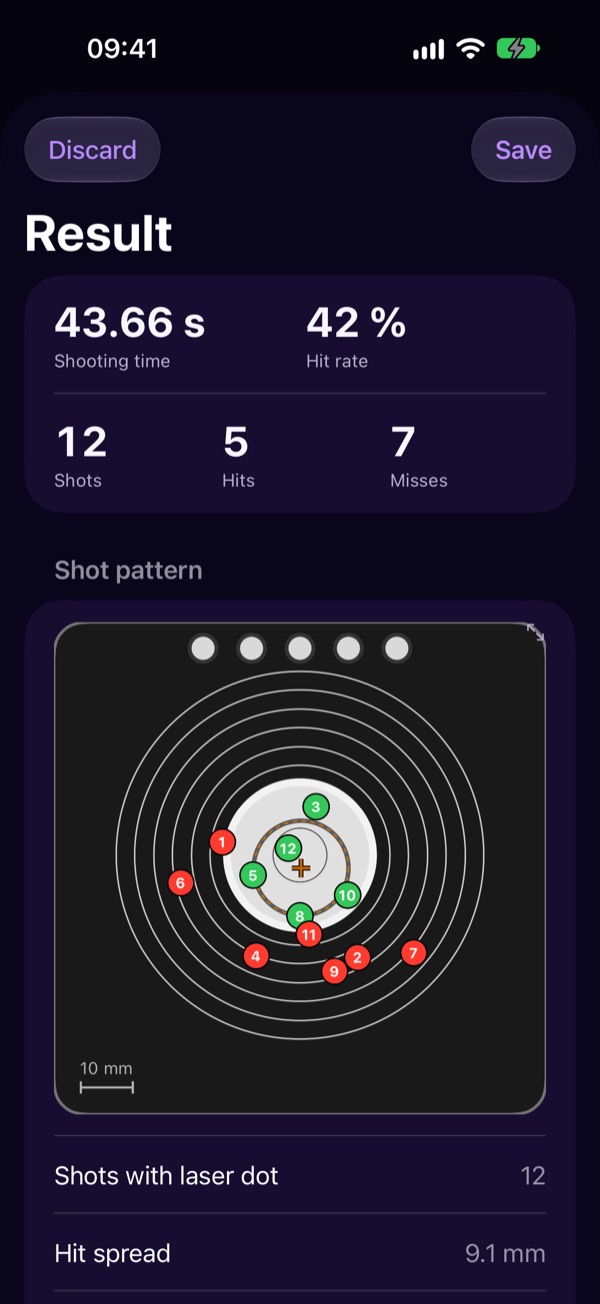 09:41
Discard Save
Result
43.66 s 42 %
Shooting time Hit rate
12 5 7
Shots Hits Misses
Shot pattern
3
1
12
5
6
10
8
11
4
2
7
9
10 mm
Shots with laser dot 12
Hit spread 9.1 mm